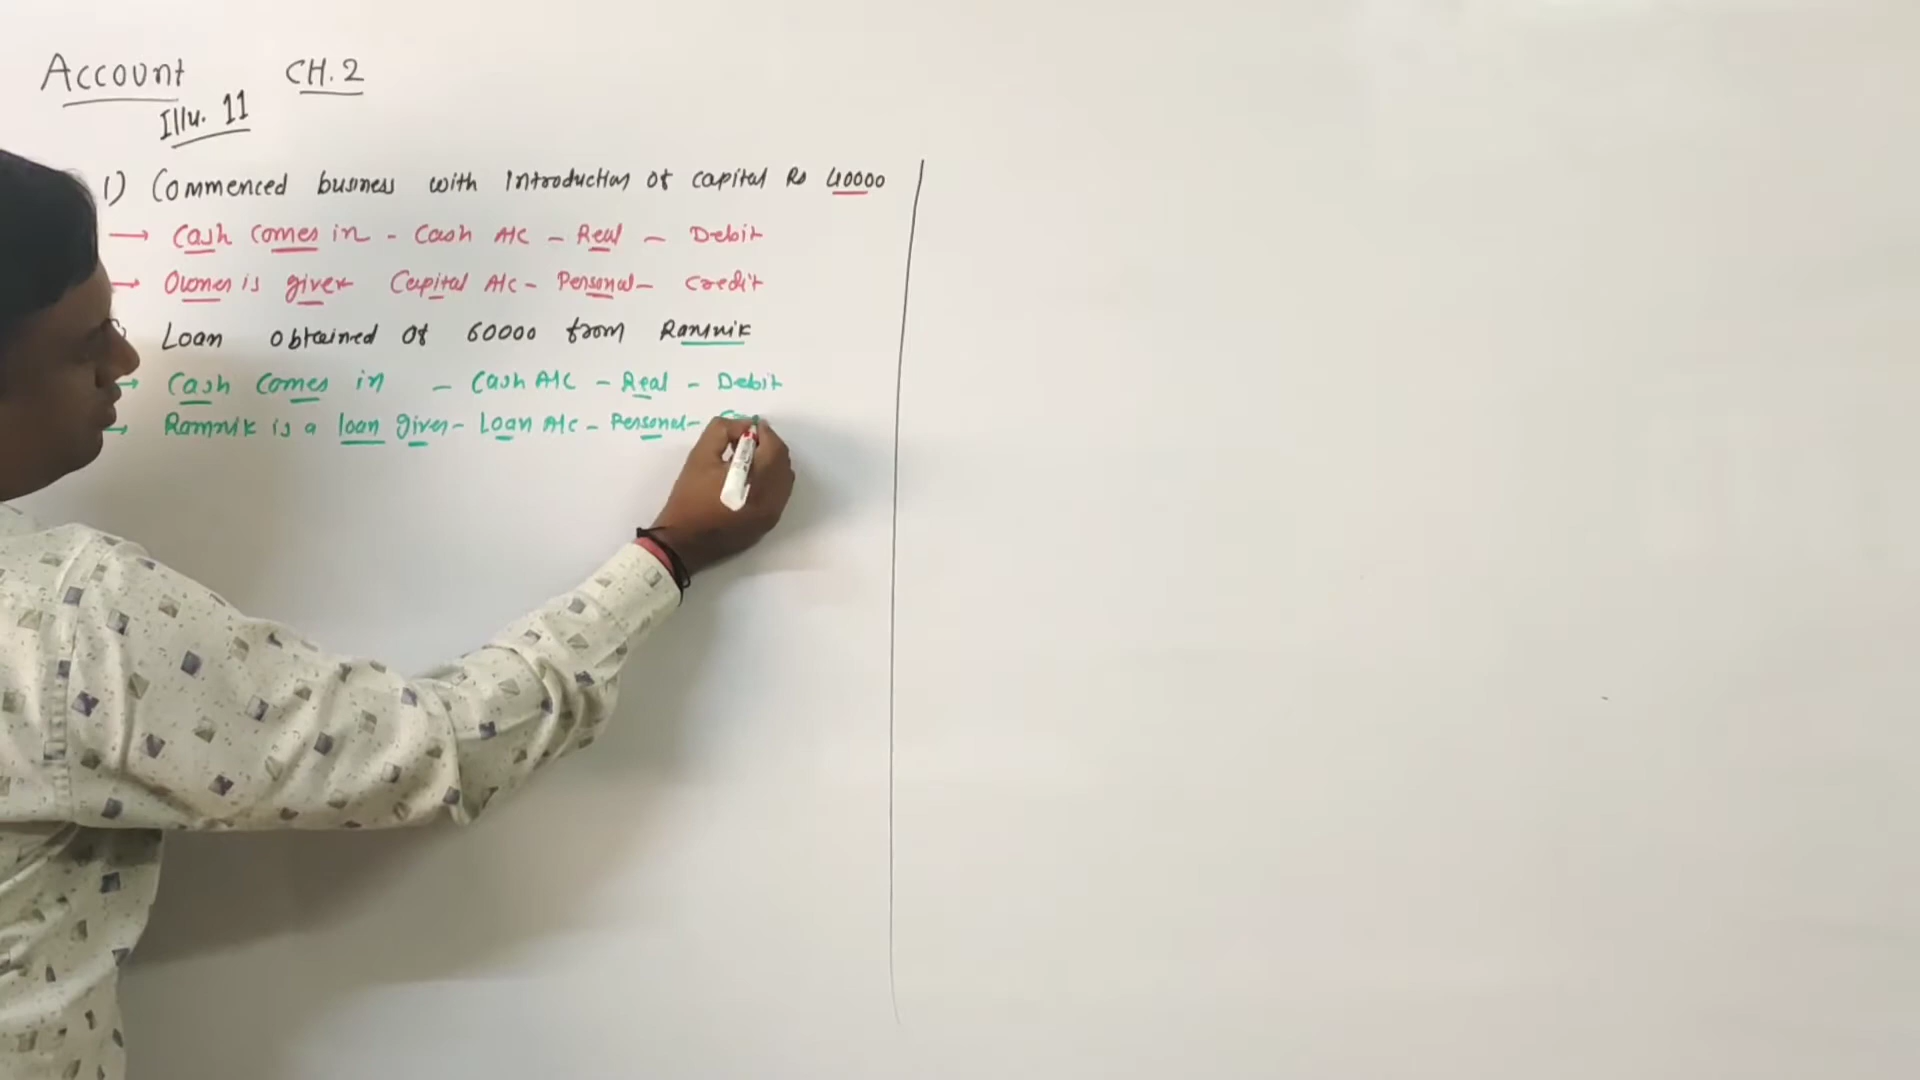 Account CH.2
Illu. 11
1) Commenced business with Introduction of capital Rs 40000
→ Cash comes in - Cash A/c - Real - Debit
→ Owner is giver Capital A/c - Personal - Credit
Loan obtained of 60000 from Ramnik
→ Cash comes in - Cash A/c - Real - Debit
→ Ramnik is a loan giver - Loan A/c - Personal -